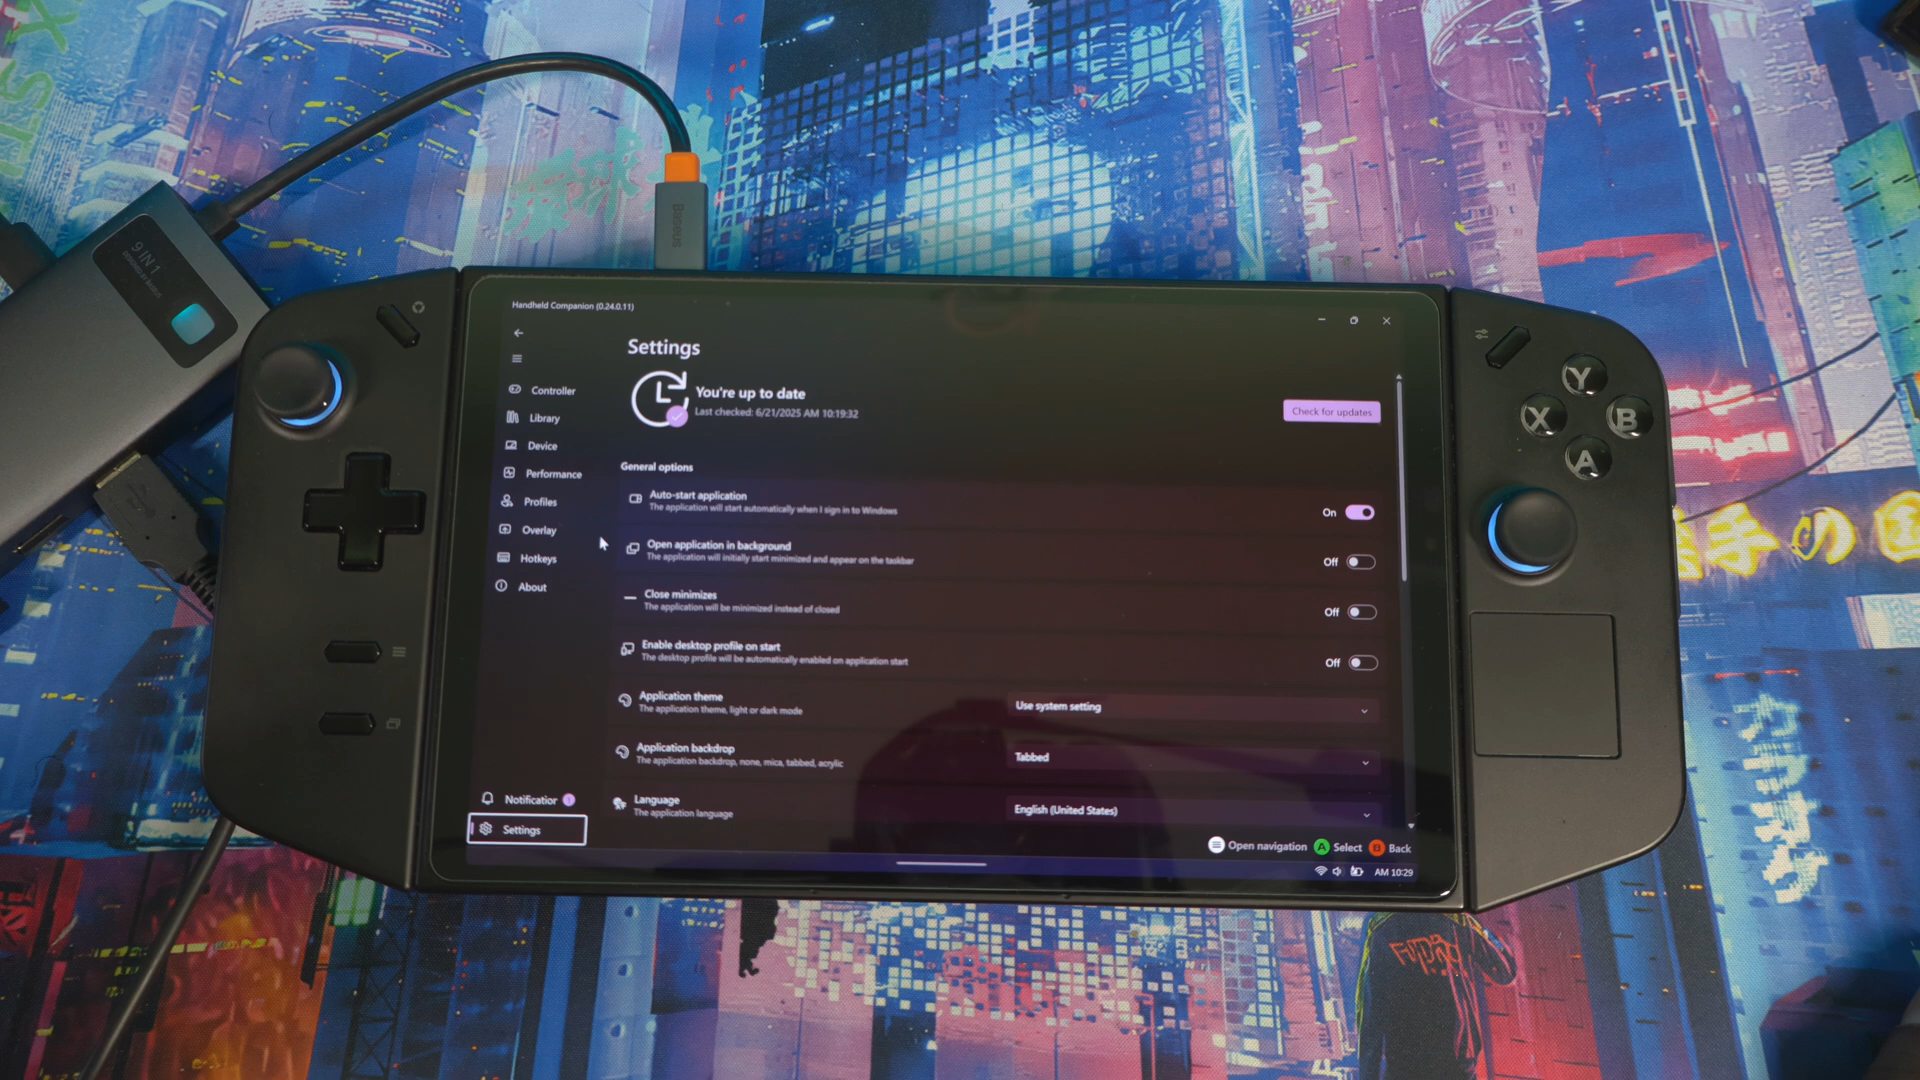 Baseus
9 IN 1
Handheld Companion (0.24.0.11)
Settings
You're up to date
Last checked: 6/21/2025 AM 10:19:32
Check for updates
Controller
Library
Device
Performance
Profiles
Overlay
Hotkeys
About
General options
Auto-start application
The application will start automatically when I sign in to Windows
On
Open application in background
The application will initially start minimized and appear on the taskbar
Off
Close minimizes
The application will be minimized instead of closed
Off
Enable desktop profile on start
The desktop profile will be automatically enabled on application start
Off
Application theme
The application theme, light or dark mode
Use system setting
Application backdrop
The application backdrop, none, mica, tabbed, acrylic
Tabbed
Language
The application language
English (United States)
Notification
Settings
Open navigation
A Select
B Back
AM 10:29
Y
X
B
A